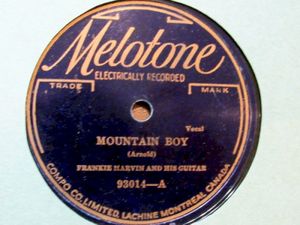 Melotone
ELECTRICALLY RECORDED
TRADE MARK
Vocal
MOUNTAIN BOY
(Arnold)
FRANKIE MARVIN AND HIS GUITAR
93014—A
COMPO CO. LIMITED. LACHINE MONTREAL CANADA